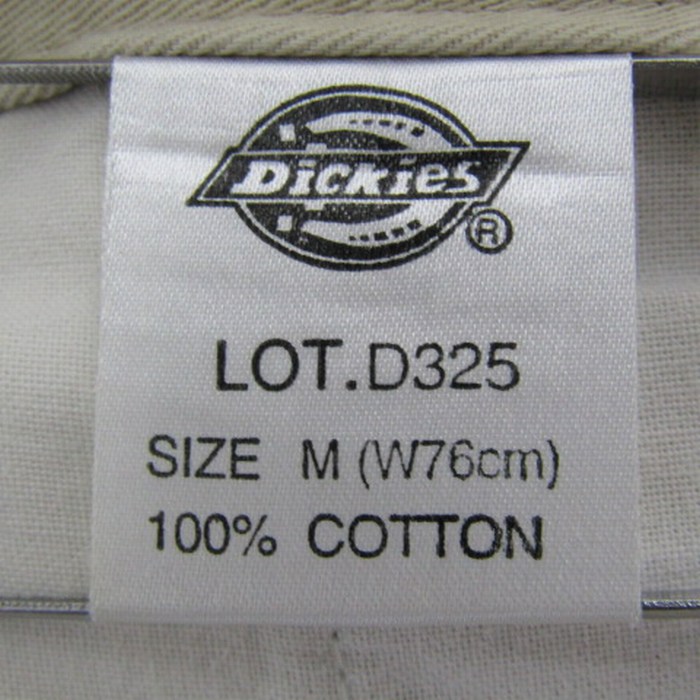 Dickies
®
LOT.D325
SIZE M (W76cm)
100% COTTON